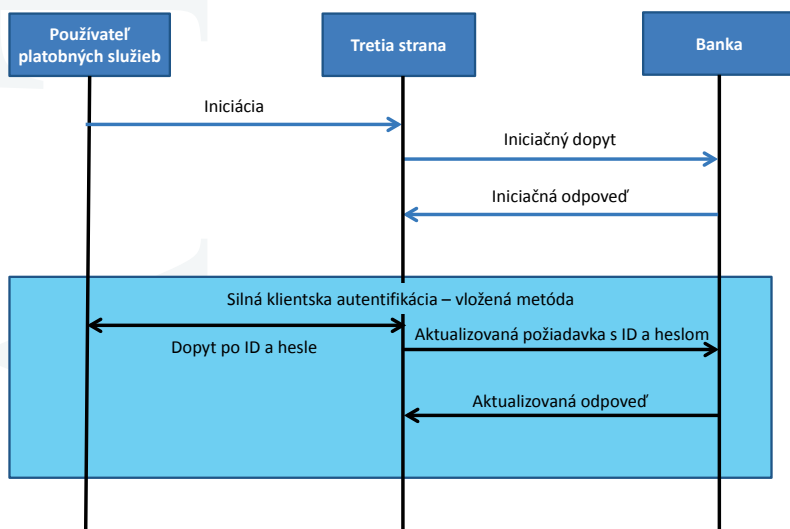 Používateľ
platobných služieb
Tretia strana
Banka
Iniciácia
Iniciačný dopyt
Iniciačná odpoveď
Silná klientska autentifikácia – vložená metóda
Dopyt po ID a hesle
Aktualizovaná požiadavka s ID a heslom
Aktualizovaná odpoveď